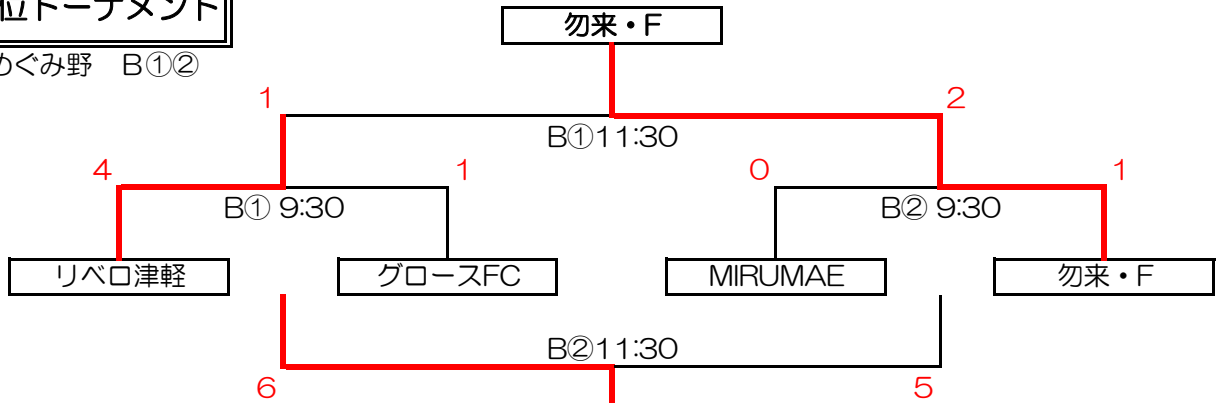 勿来・F
位トーナメント
めぐみ野 B①②
1
2
B①11:30
4
1
0
1
B① 9:30
B② 9:30
リベロ津軽
グロースFC
MIRUMAE
勿来・F
B②11:30
6
5